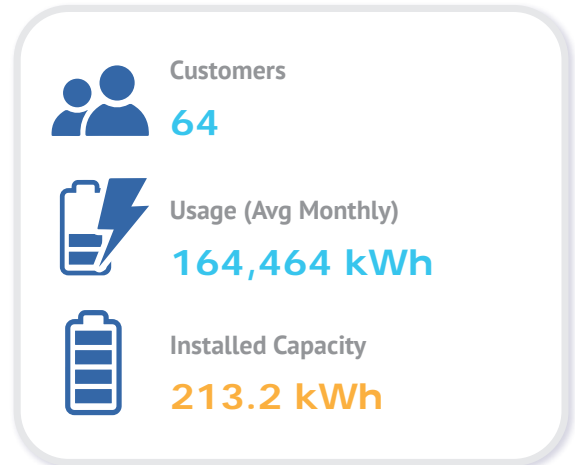 Customers
64
Usage (Avg Monthly)
164,464 kWh
Installed Capacity
213.2 kWh